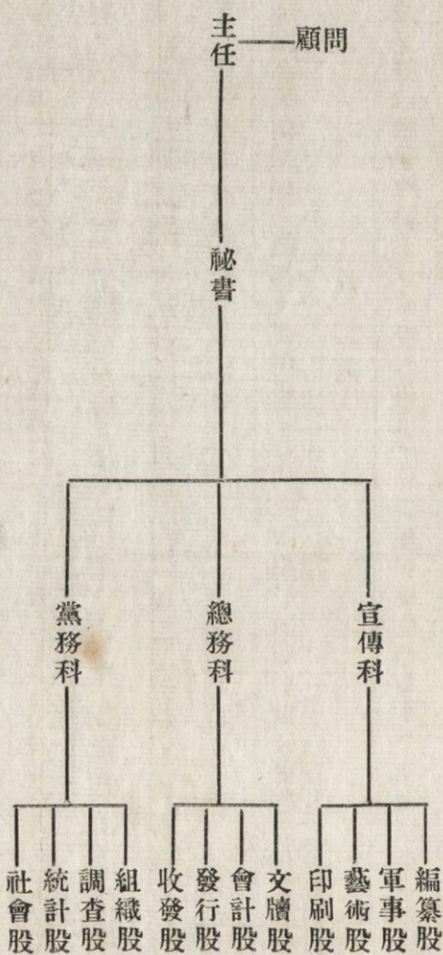 主任
顧問
祕書
宣傳科
總務科
黨務科
編纂股
軍事股
藝術股
印刷股
文牘股
會計股
發行股
收發股
組織股
調查股
統計股
社會股